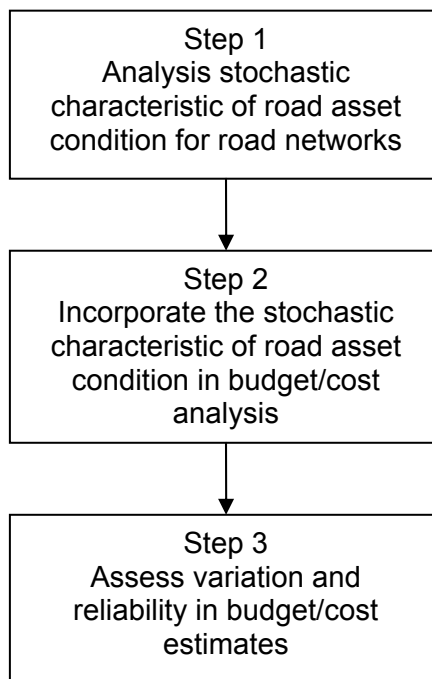 Step 1
Analysis stochastic
characteristic of road asset
condition for road networks
Step 2
Incorporate the stochastic
characteristic of road asset
condition in budget/cost
analysis
Step 3
Assess variation and
reliability in budget/cost
estimates